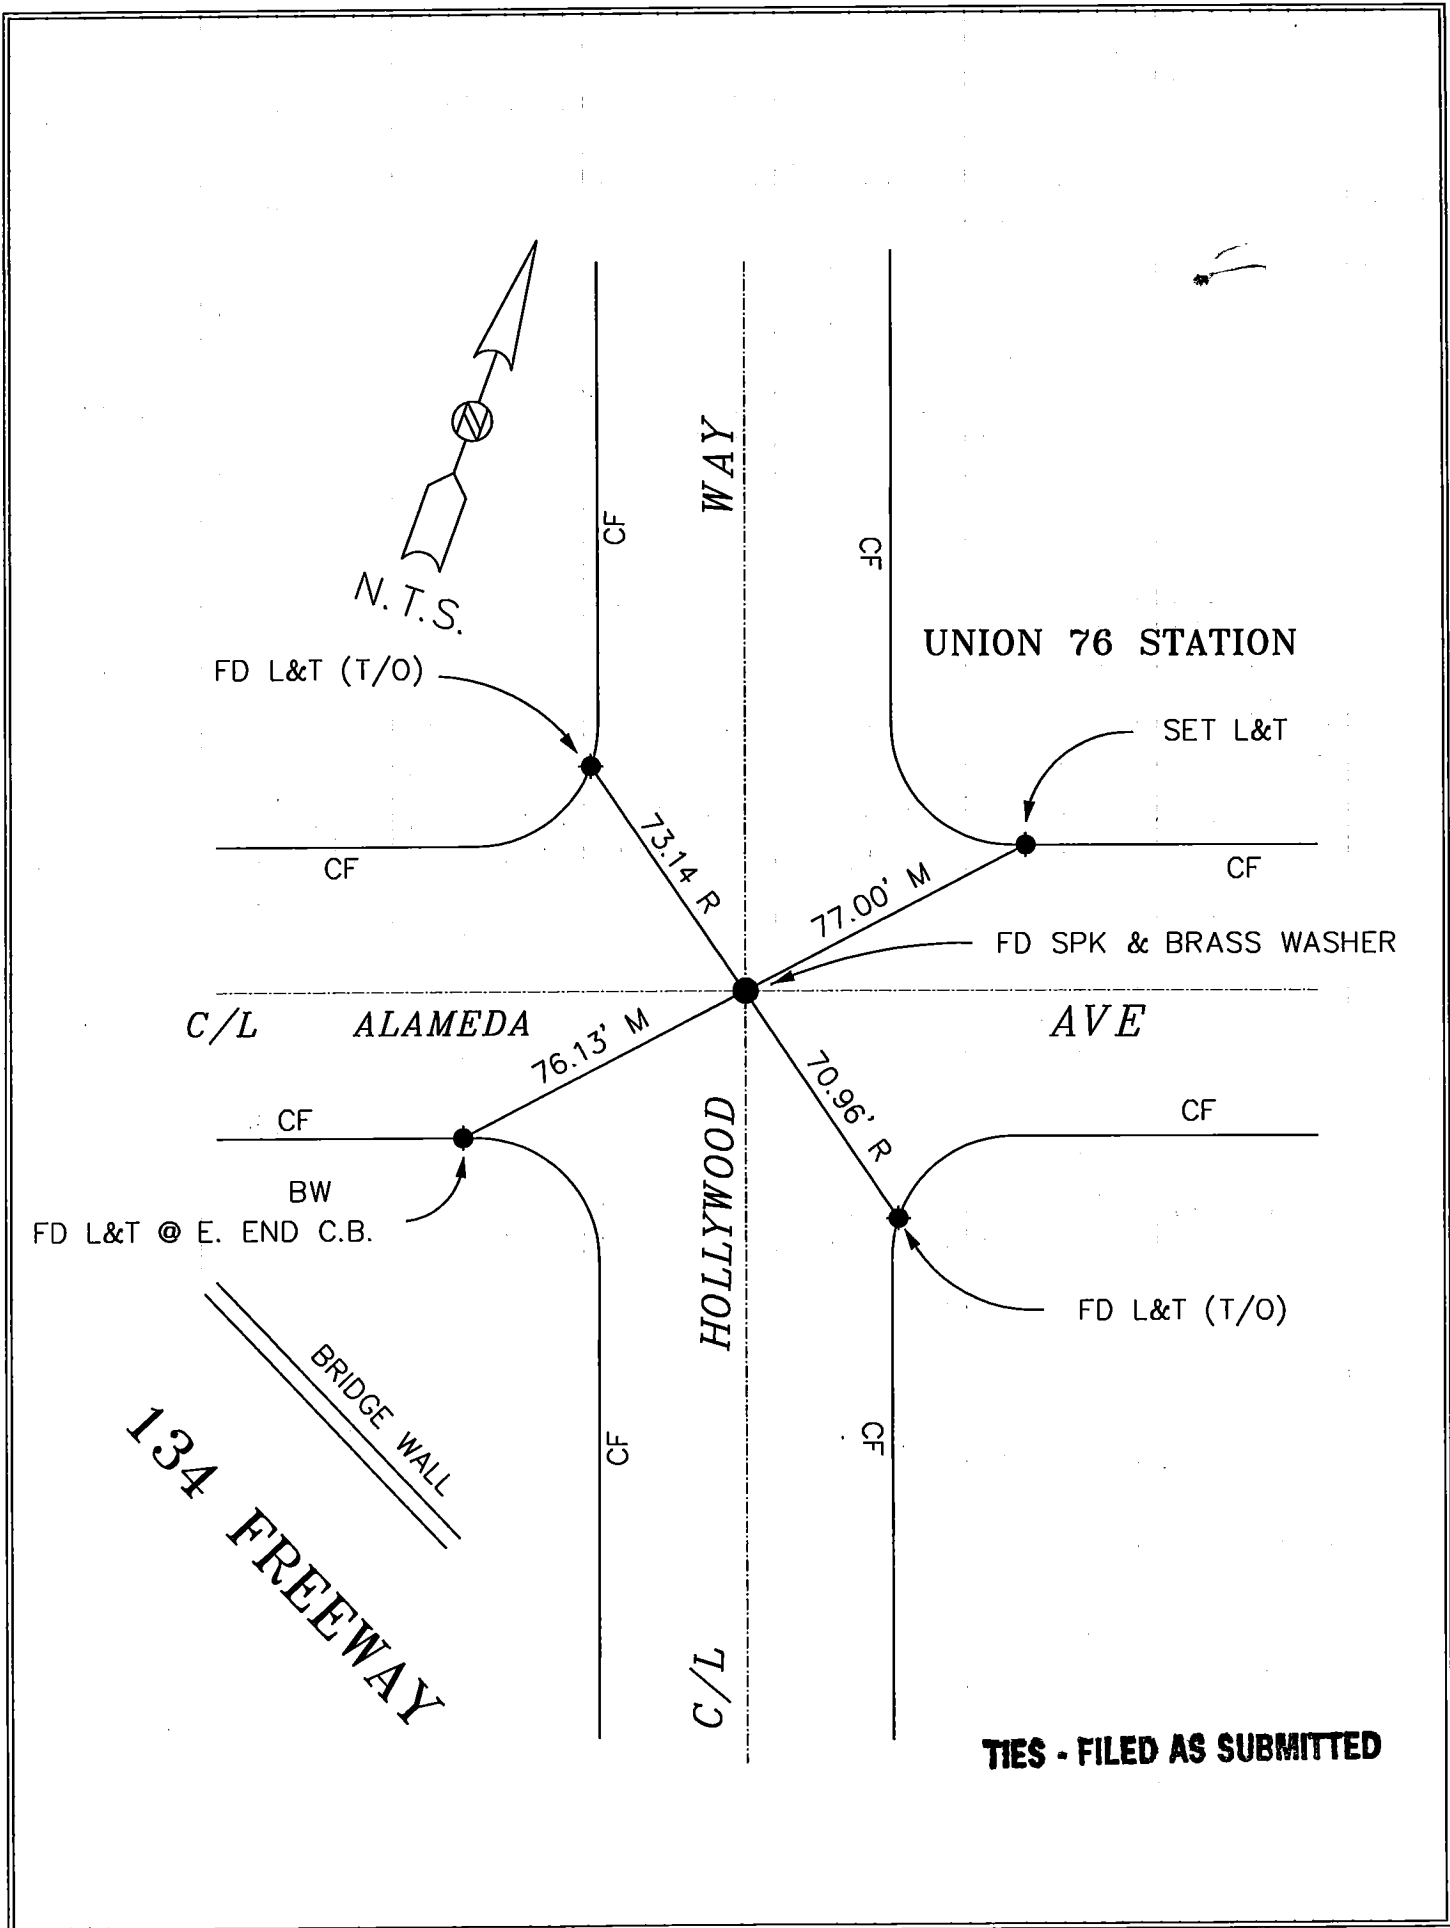 WAY
CF
CF
N
N.T.S.
UNION 76 STATION
FD L&T (T/O)
SET L&T
73.14 R
77.00' M
CF
CF
FD SPK & BRASS WASHER
C/L ALAMEDA
AVE
76.13' M
70.96' R
CF
CF
HOLLYWOOD
BW
FD L&T @ E. END C.B.
FD L&T (T/O)
BRIDGE WALL
134 FREEWAY
CF
CF
C/L
TIES - FILED AS SUBMITTED